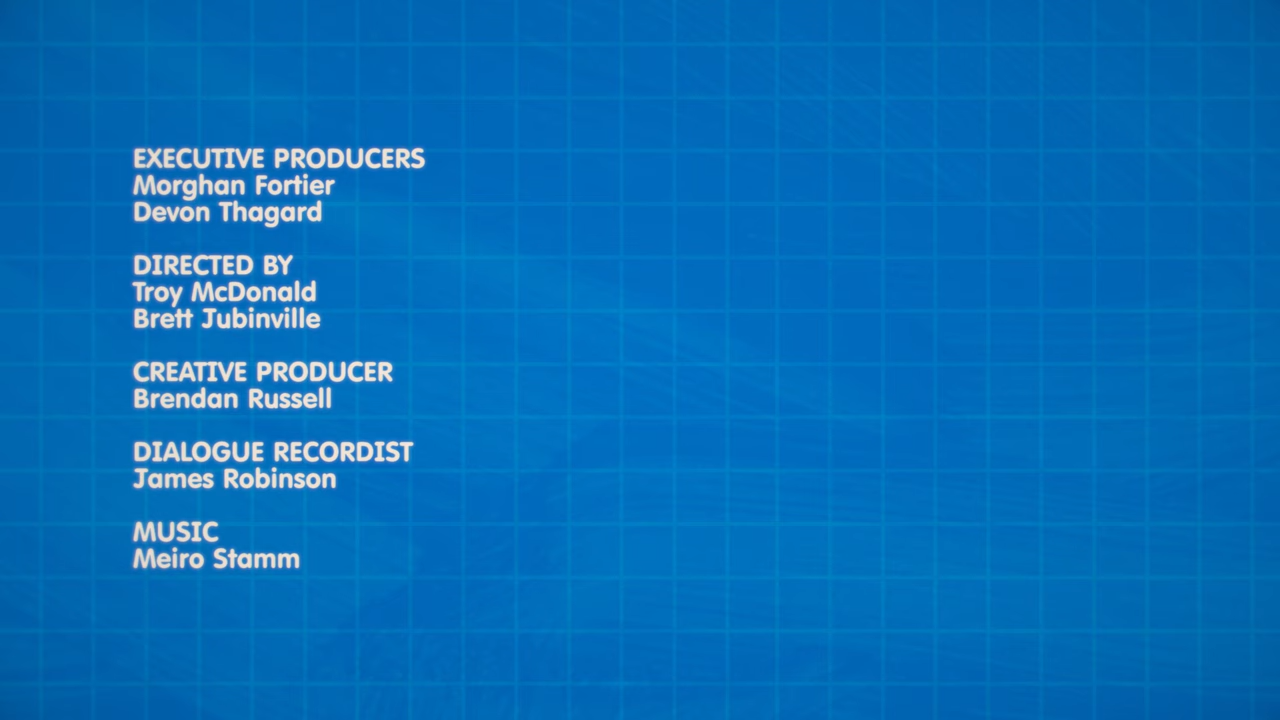 EXECUTIVE PRODUCERS
Morghan Fortier
Devon Thagard
DIRECTED BY
Troy McDonald
Brett Jubinville
CREATIVE PRODUCER
Brendan Russell
DIALOGUE RECORDIST
James Robinson
MUSIC
Meiro Stamm